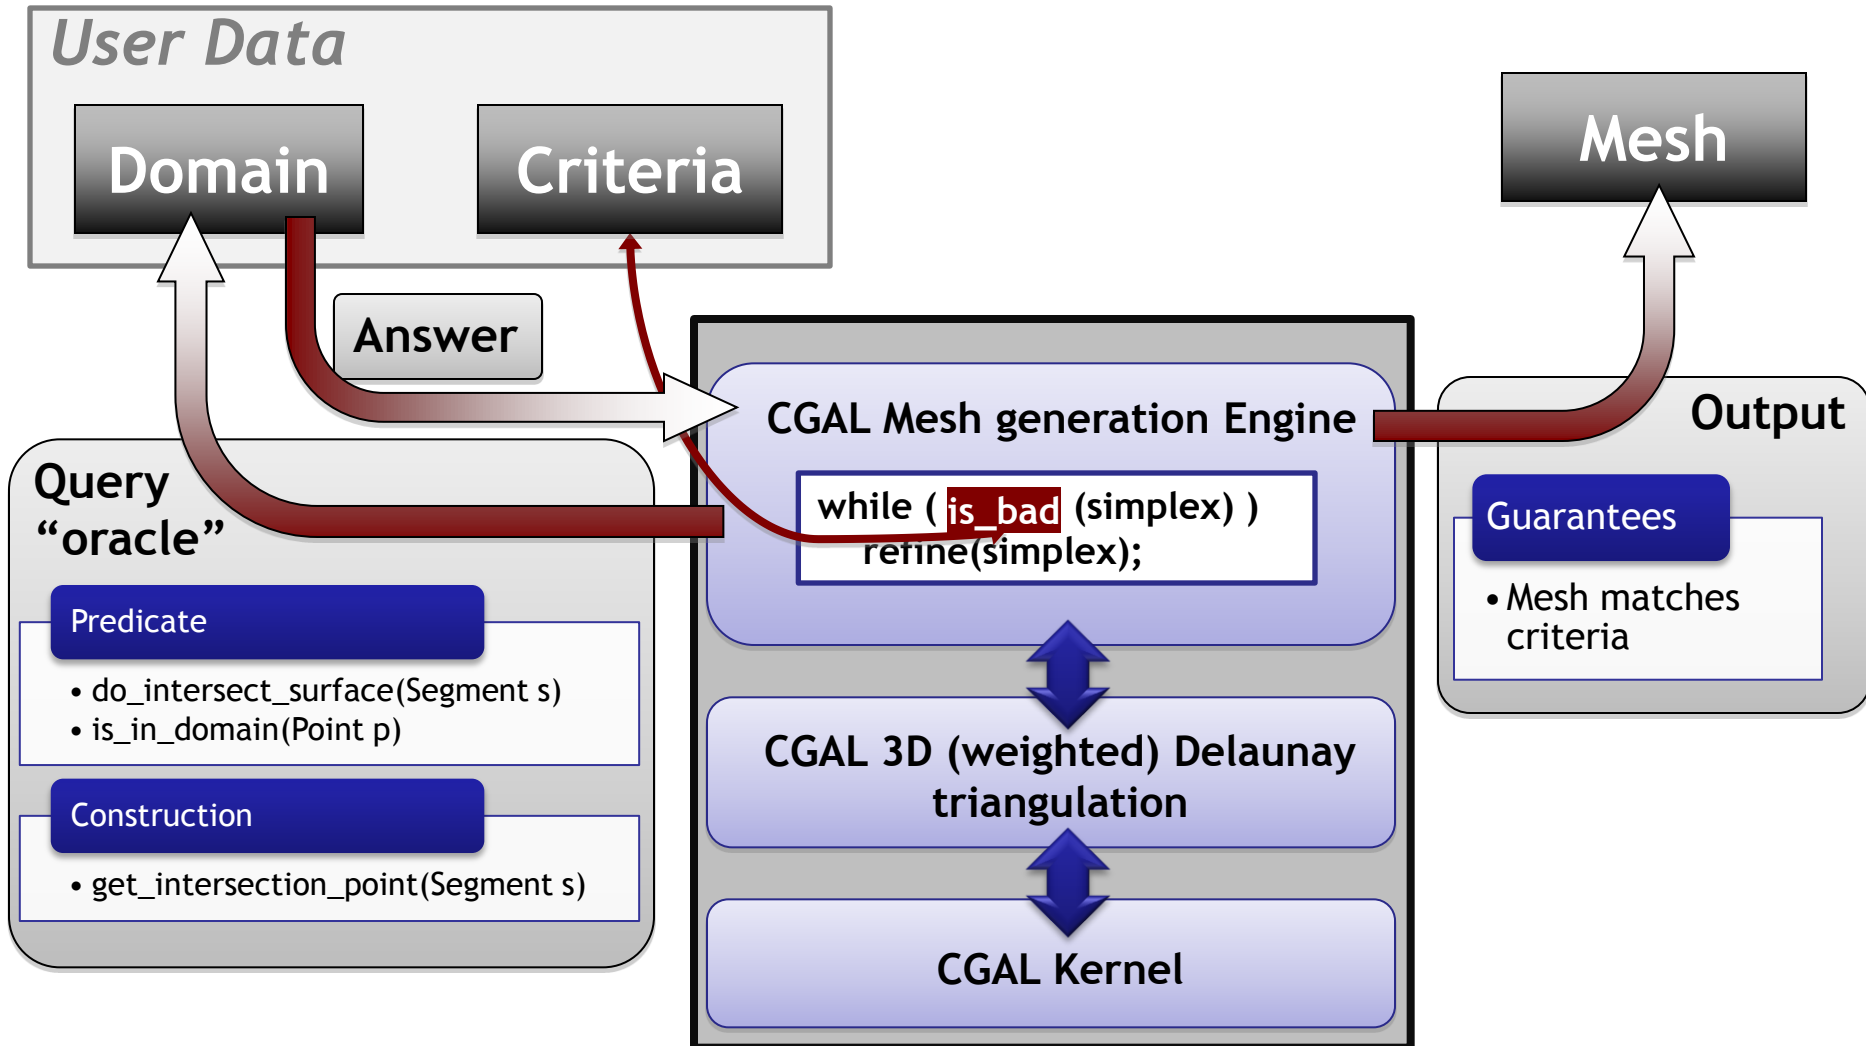 User Data
Domain
Criteria
Mesh
Answer
Query
“oracle”
Predicate
• do_intersect_surface(Segment s)
• is_in_domain(Point p)
Construction
• get_intersection_point(Segment s)
CGAL Mesh generation Engine
while ( is_bad (simplex) )
refine(simplex);
CGAL 3D (weighted) Delaunay
triangulation
CGAL Kernel
Output
Guarantees
• Mesh matches
criteria